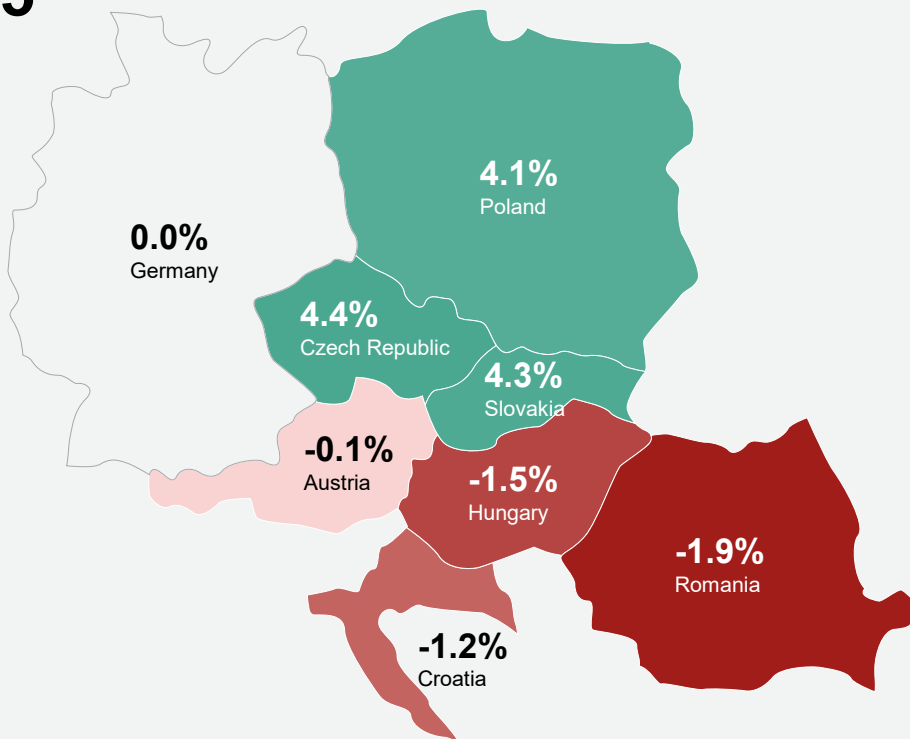 4.1%
Poland
0.0%
Germany
4.4%
Czech Republic
4.3%
Slovakia
-0.1%
Austria
-1.5%
Hungary
-1.9%
Romania
-1.2%
Croatia